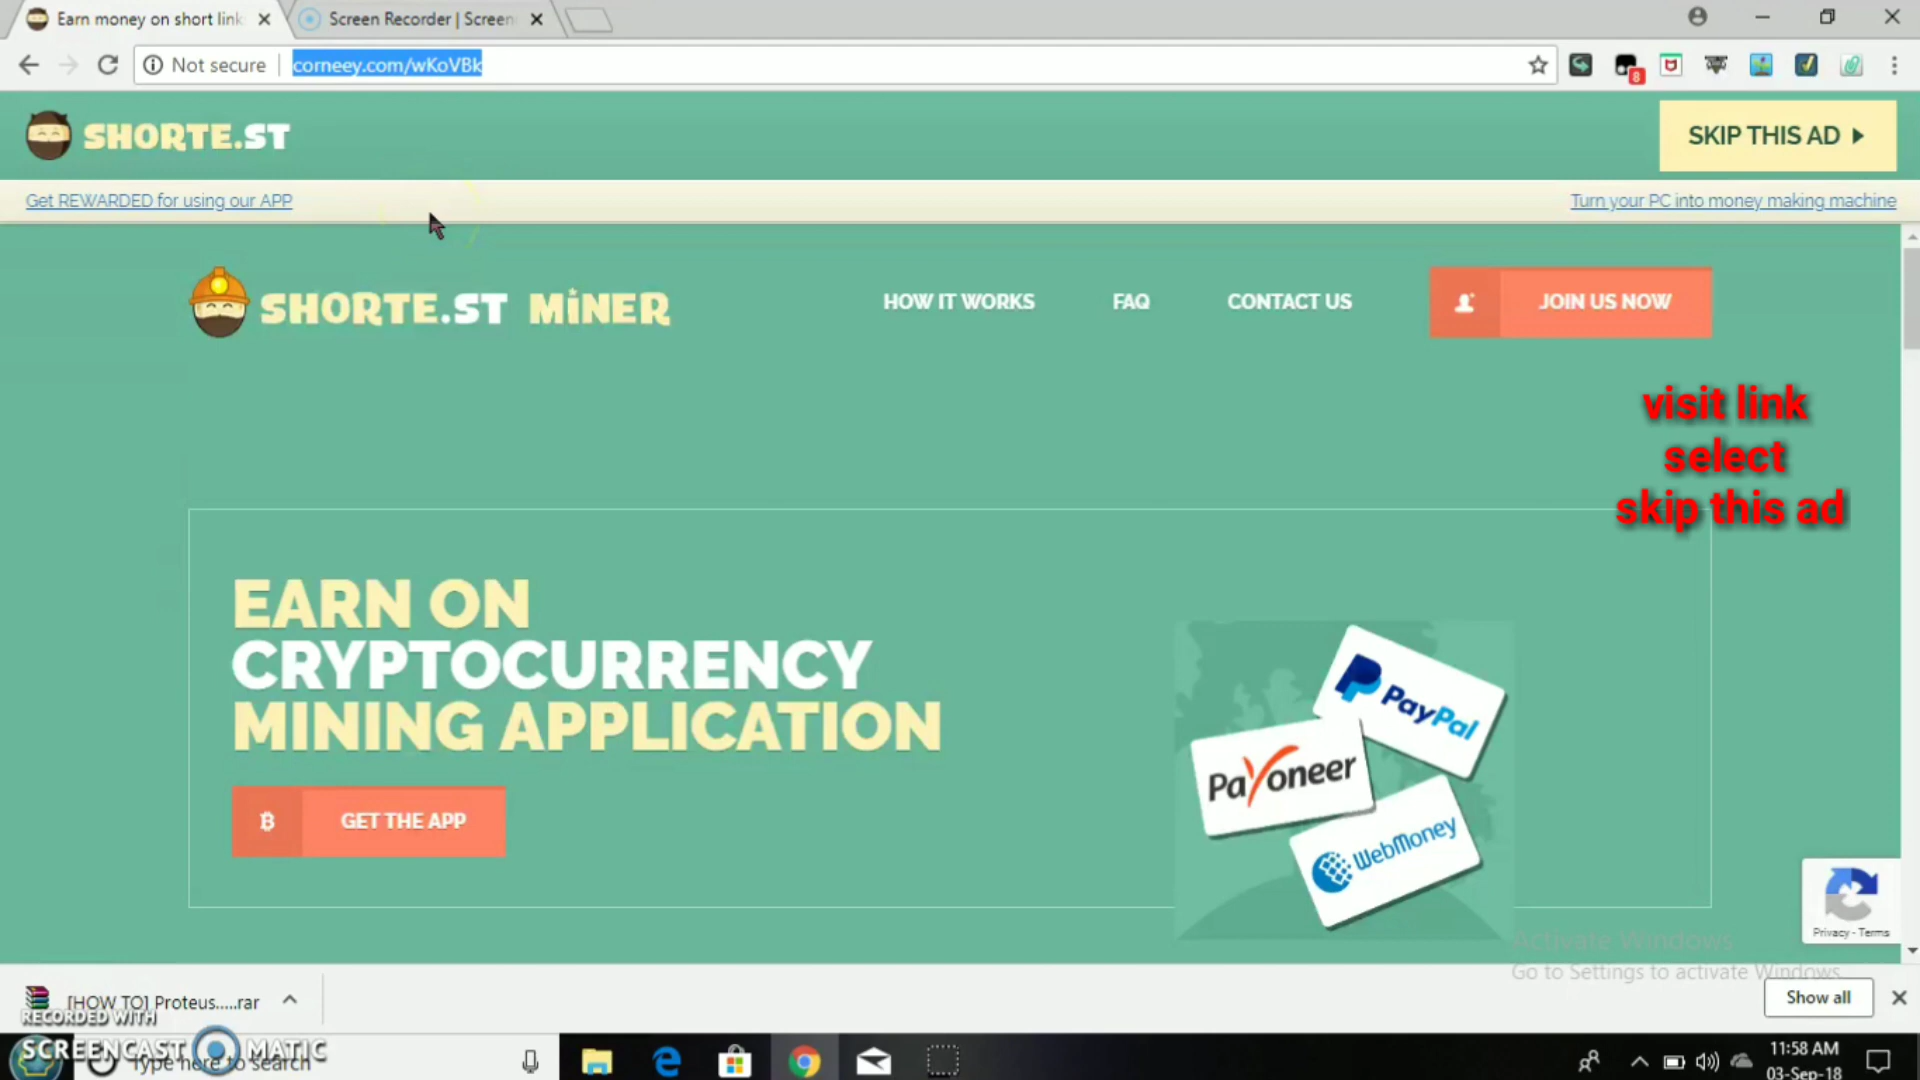 Earn money on short link
Screen Recorder | Screen
Not secure
corneey.com/wKoVBk
8
SHORTE.ST
SKIP THIS AD
Get REWARDED for using our APP
Turn your PC into money making machine
SHORTE.ST MINER
HOW IT WORKS
FAQ
CONTACT US
JOIN US NOW
visit link
select
skip this ad
EARN ON
CRYPTOCURRENCY
MINING APPLICATION
GET THE APP
PayPal
Payoneer
WebMoney
Privacy - Terms
Activate Windows
Go to Settings to activate Windows.
[HOW TO] Proteus.....rar
Show all
RECORDED WITH
SCREENCAST MATIC
Type here to search
11:58 AM
03-Sep-18